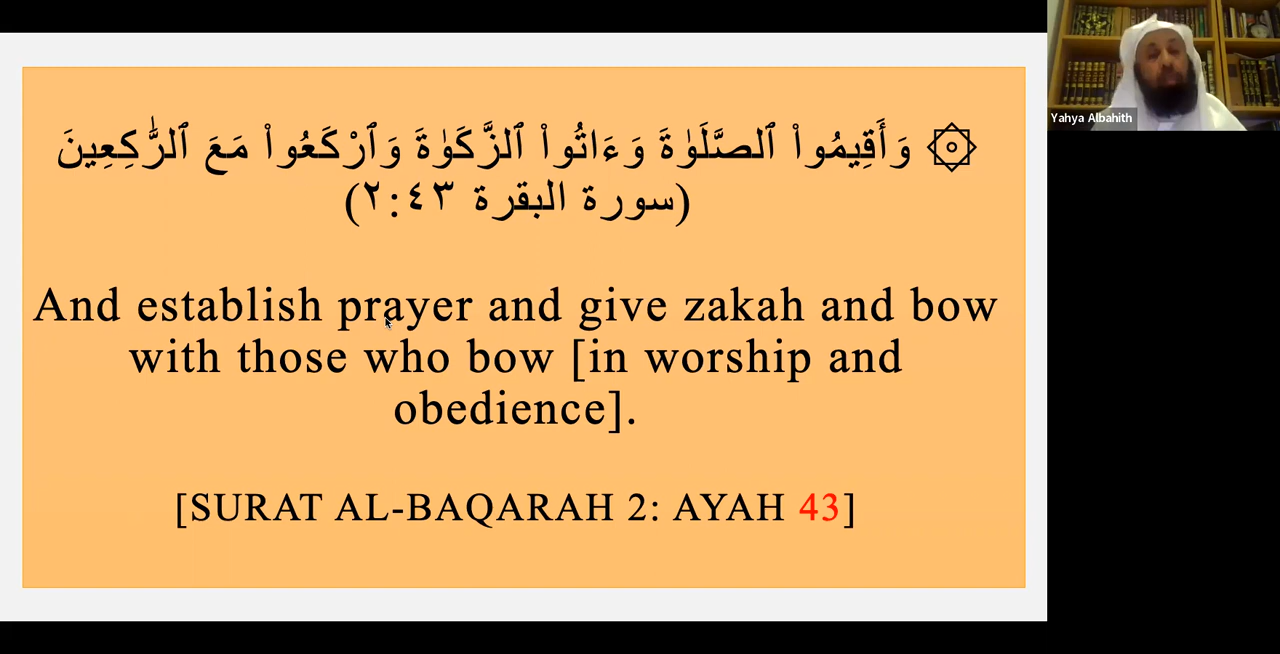 ۞ وَأَقِيمُوا۟ ٱلصَّلَوٰةَ وَءَاتُوا۟ ٱلزَّكَوٰةَ وَٱرْكَعُوا۟ مَعَ ٱلرَّٰكِعِينَ
(سورة البقرة ٢:٤٣)
And establish prayer and give zakah and bow
with those who bow [in worship and
obedience].
[SURAT AL-BAQARAH 2: AYAH 43]
Yahya Albahith